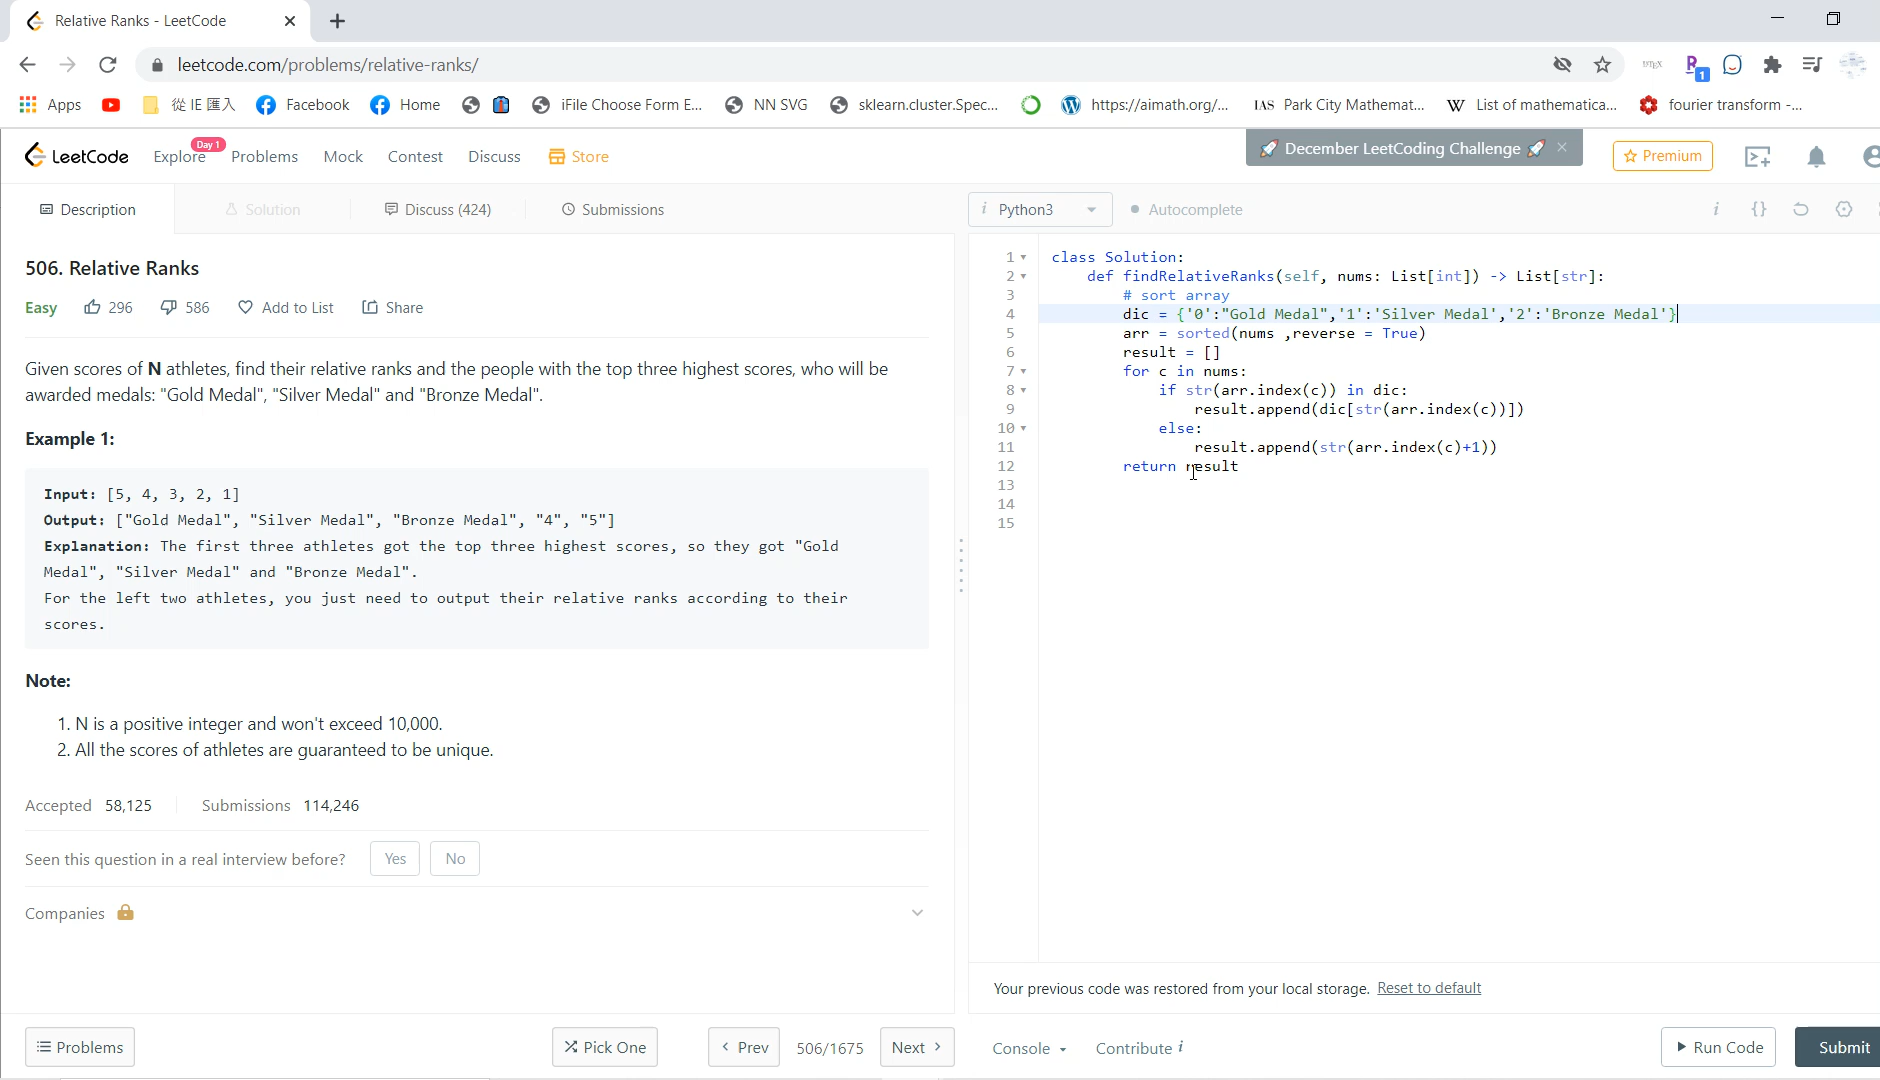 Relative Ranks - LeetCode
leetcode.com/problems/relative-ranks/
Apps
從 IE 匯入
Facebook
Home
iFile Choose Form E...
NN SVG
sklearn.cluster.Spec...
https://aimath.org/...
IAS Park City Mathemat...
W List of mathematica...
fourier transform -...
LeetCode
Explore
Day 1
Problems
Mock
Contest
Discuss
Store
December LeetCoding Challenge
Premium
Description
Solution
Discuss (424)
Submissions
i Python3
Autocomplete
i {}
506. Relative Ranks
Easy 296 586 Add to List Share
Given scores of N athletes, find their relative ranks and the people with the top three highest scores, who will be
awarded medals: "Gold Medal", "Silver Medal" and "Bronze Medal".
Example 1:
Input: [5, 4, 3, 2, 1]
Output: ["Gold Medal", "Silver Medal", "Bronze Medal", "4", "5"]
Explanation: The first three athletes got the top three highest scores, so they got "Gold
Medal", "Silver Medal" and "Bronze Medal".
For the left two athletes, you just need to output their relative ranks according to their
scores.
Note:
1. N is a positive integer and won't exceed 10,000.
2. All the scores of athletes are guaranteed to be unique.
Accepted 58,125 Submissions 114,246
Seen this question in a real interview before? Yes No
Companies
1 class Solution:
2 def findRelativeRanks(self, nums: List[int]) -> List[str]:
3 # sort array
4 dic = {'0':"Gold Medal",'1':'Silver Medal','2':'Bronze Medal'}
5 arr = sorted(nums ,reverse = True)
6 result = []
7 for c in nums:
8 if str(arr.index(c)) in dic:
9 result.append(dic[str(arr.index(c))])
10 else:
11 result.append(str(arr.index(c)+1))
12 return result
13
14
15
Your previous code was restored from your local storage. Reset to default
Problems
Pick One
Prev
506/1675
Next
Console
Contribute i
Run Code
Submit